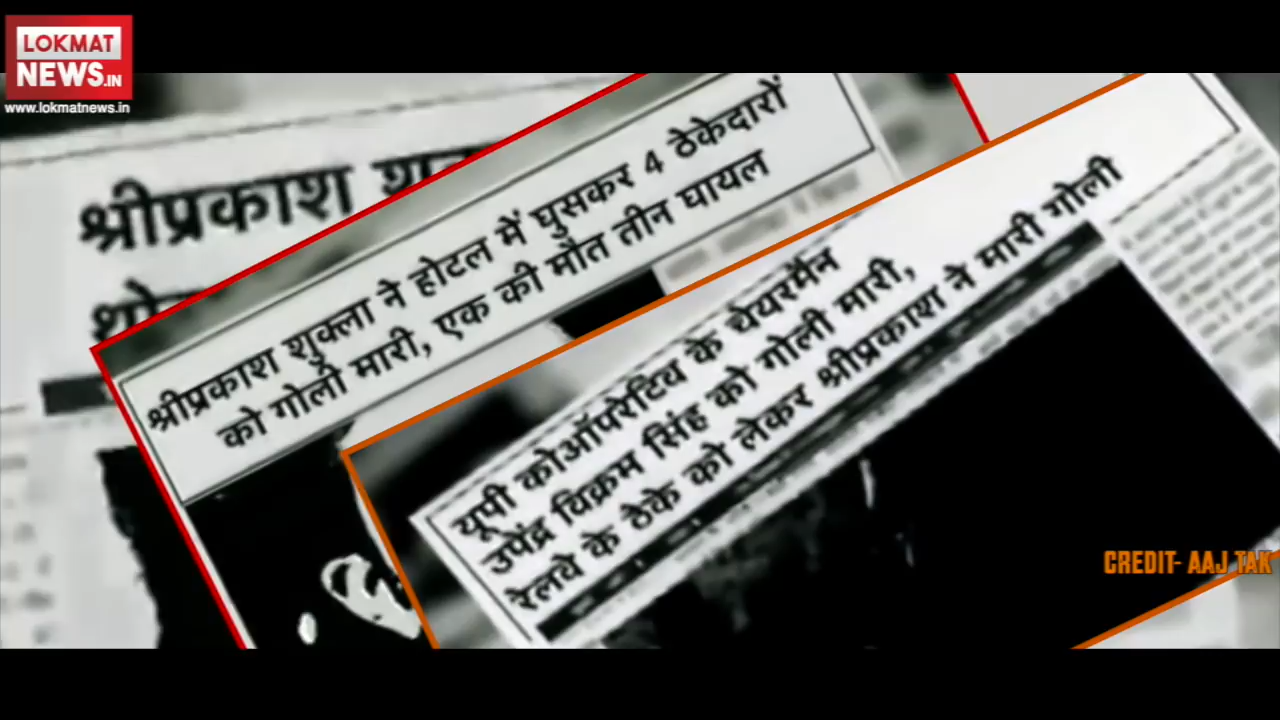 LOKMAT
NEWS.IN
www.lokmatnews.in
श्रीप्रकाश
श्रीप्रकाश शुक्ला ने होटल में घुसकर 4 ठेकेदारों
को गोली मारी, एक की मौत तीन घायल
यूपी कोऑपरेटिव के चेयरमैन
उपेंद्र विक्रम सिंह को गोली मारी,
रेलवे के ठेके को लेकर श्रीप्रकाश ने मारी गोली
CREDIT- AAJ TAK